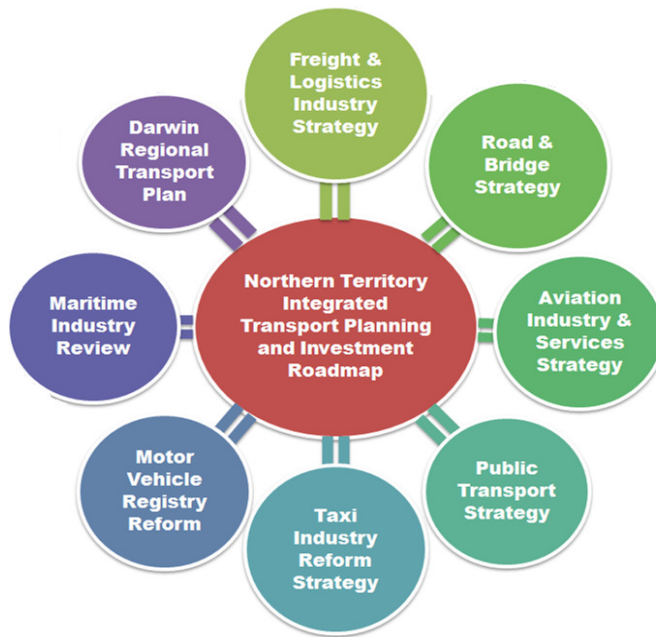 Freight &
Logistics
Industry
Strategy
Road &
Bridge
Strategy
Aviation
Industry &
Services
Strategy
Public
Transport
Strategy
Taxi
Industry
Reform
Strategy
Motor
Vehicle
Registry
Reform
Maritime
Industry
Review
Darwin
Regional
Transport
Plan
Northern Territory
Integrated
Transport Planning
and Investment
Roadmap